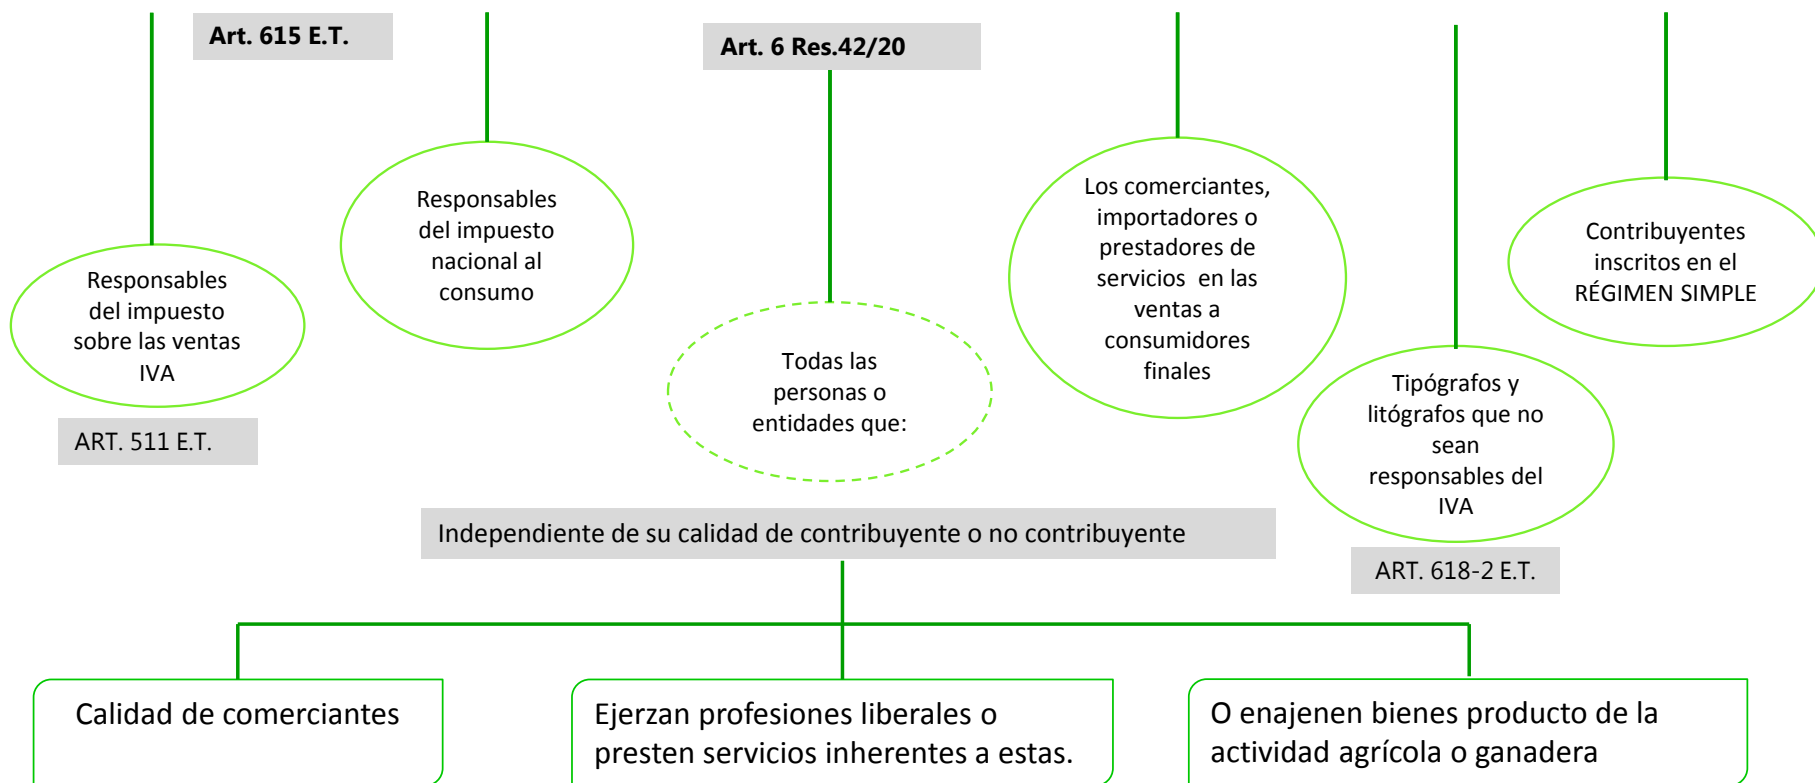 Art. 615 E.T.
Art. 6 Res.42/20
Responsables
del impuesto
sobre las ventas
IVA
ART. 511 E.T.
Responsables
del impuesto
nacional al
consumo
Todas las
personas o
entidades que:
Los comerciantes,
importadores o
prestadores de
servicios en las
ventas a
consumidores
finales
Tipógrafos y
litógrafos que no
sean
responsables del
IVA
ART. 618-2 E.T.
Contribuyentes
inscritos en el
RÉGIMEN SIMPLE
Independiente de su calidad de contribuyente o no contribuyente
Calidad de comerciantes
Ejerzan profesiones liberales o
presten servicios inherentes a estas.
O enajenen bienes producto de la
actividad agrícola o ganadera